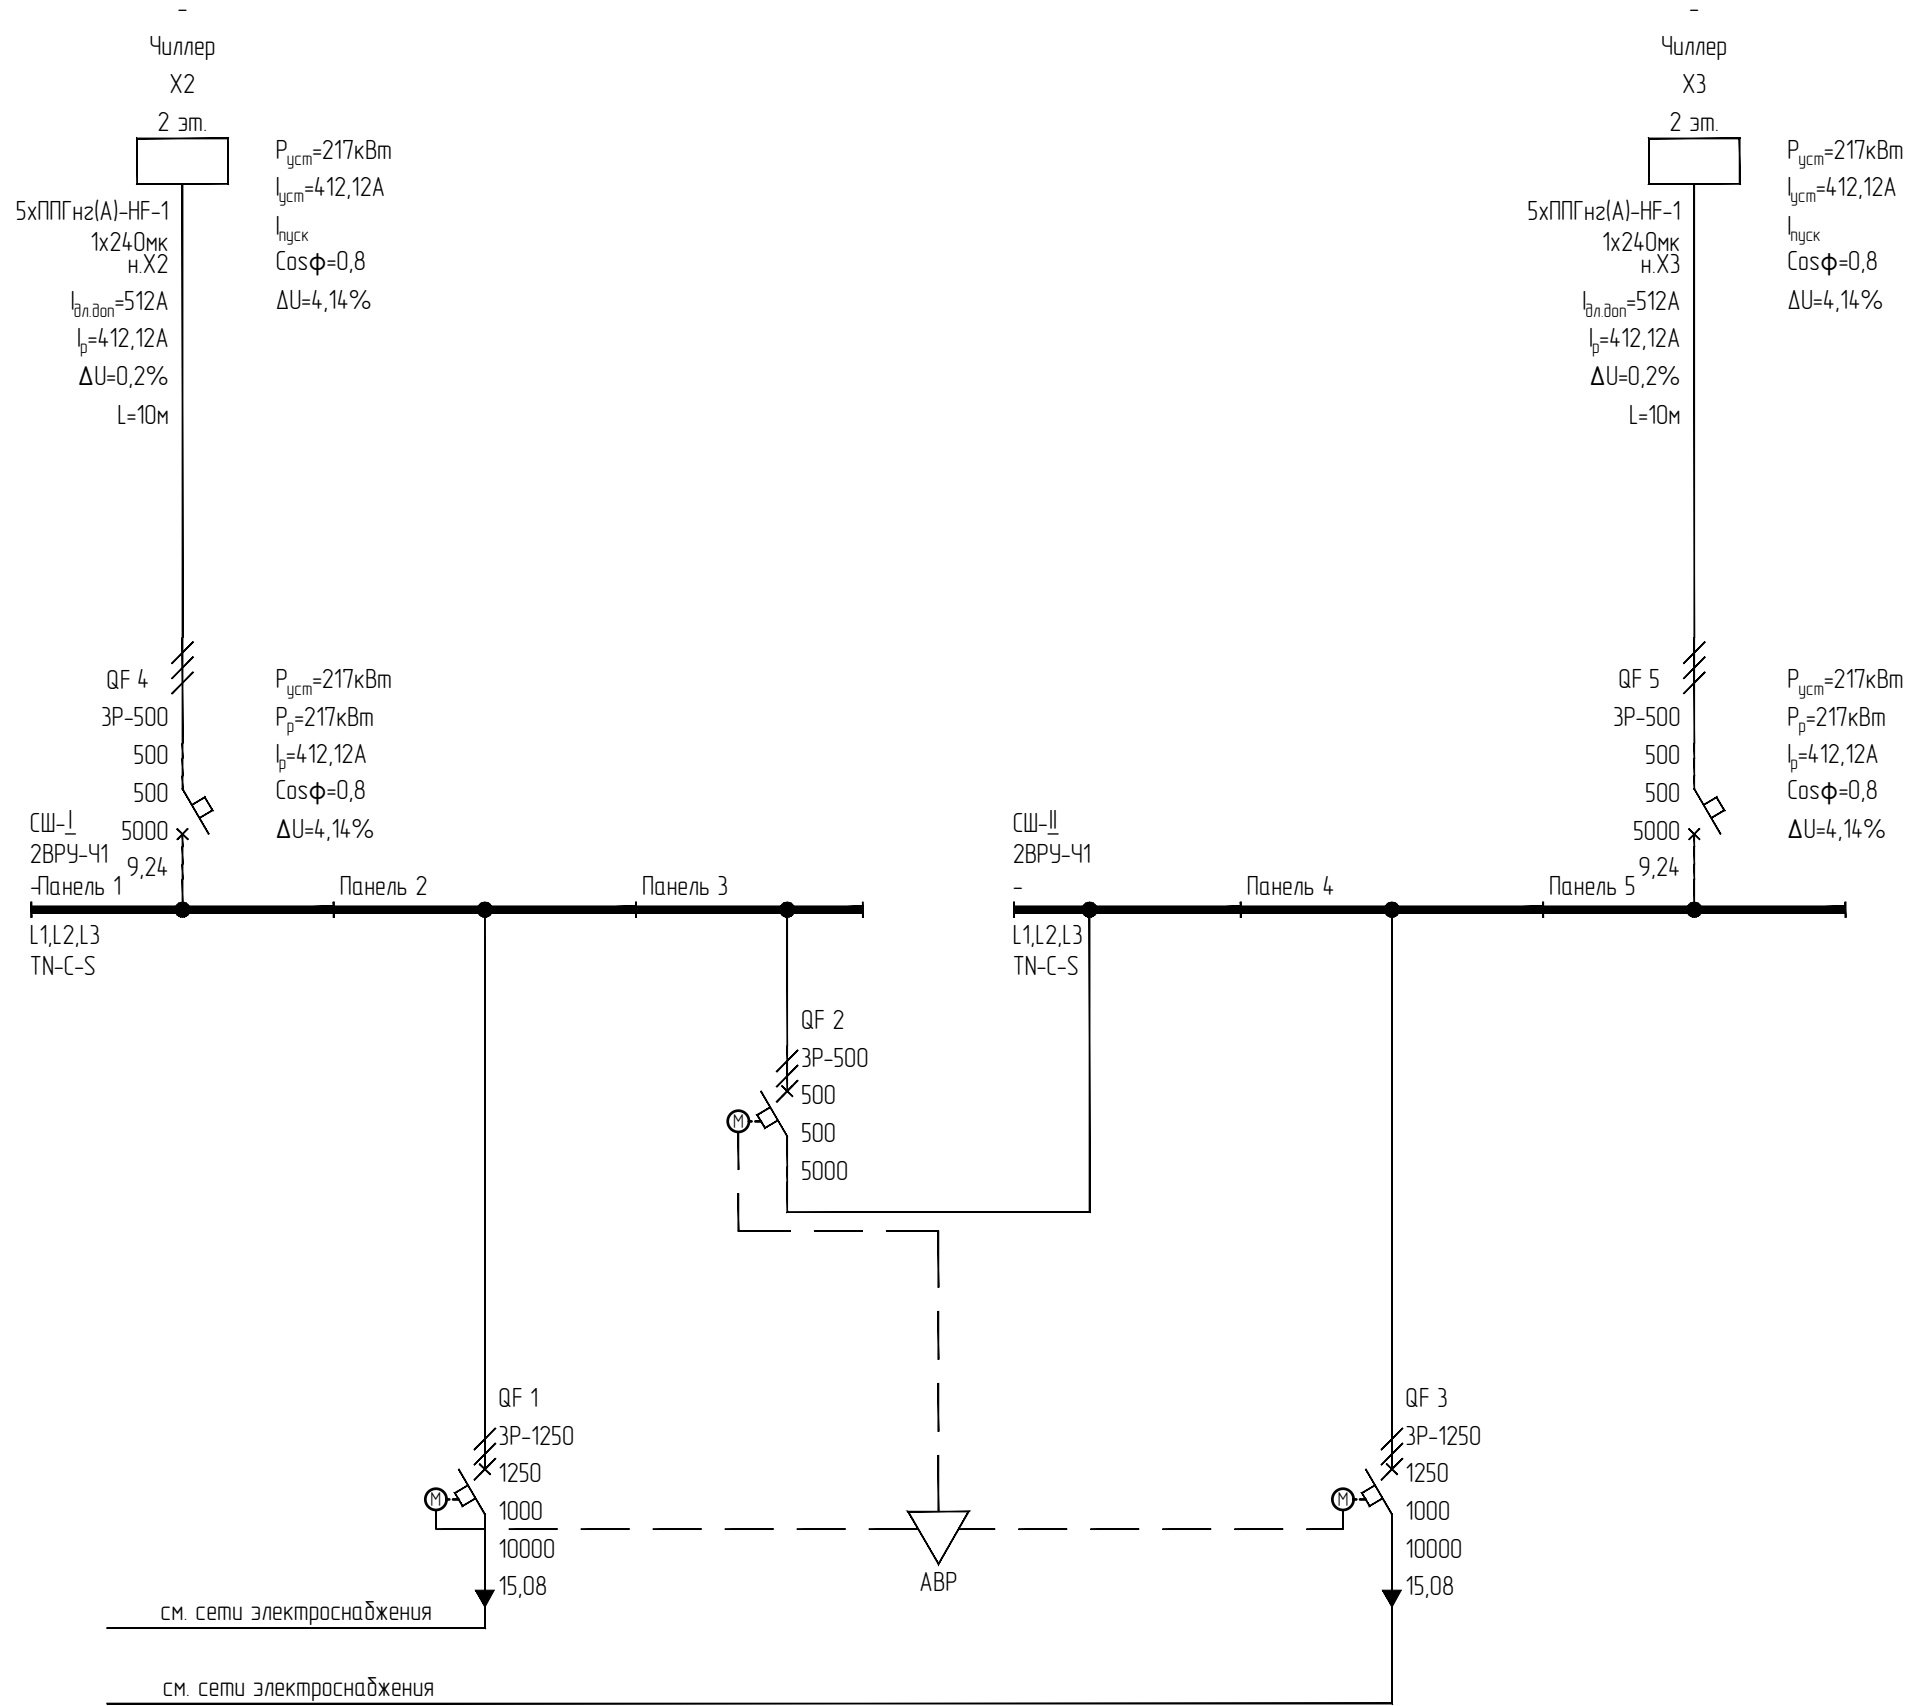 -
Чиллер
Х2
2 эт.
Pуст=217кВт
Iуст=412,12А
Iпуск
Cosϕ=0,8
ΔU=4,14%
5хППГнг(А)-HF-1
1х240мк
н.Х2
Iдл.доп=512А
Iр=412,12А
ΔU=0,2%
L=10м
QF 4
3P-500
500
500
5000
9,24
Pуст=217кВт
Pр=217кВт
Iр=412,12А
Cosϕ=0,8
ΔU=4,14%
-
Чиллер
Х3
2 эт.
Pуст=217кВт
Iуст=412,12А
Iпуск
Cosϕ=0,8
ΔU=4,14%
5хППГнг(А)-HF-1
1х240мк
н.Х3
Iдл.доп=512А
Iр=412,12А
ΔU=0,2%
L=10м
QF 5
3P-500
500
500
5000
9,24
Pуст=217кВт
Pр=217кВт
Iр=412,12А
Cosϕ=0,8
ΔU=4,14%
СШ-I
2ВРУ-Ч1
-
Панель 1
Панель 2
Панель 3
L1,L2,L3
TN-C-S
СШ-II
2ВРУ-Ч1
-
Панель 4
Панель 5
L1,L2,L3
TN-C-S
QF 2
3P-500
500
500
5000
M
QF 1
3P-1250
1250
1000
10000
15,08
M
QF 3
3P-1250
1250
1000
10000
15,08
M
АВР
см. сети электроснабжения
см. сети электроснабжения